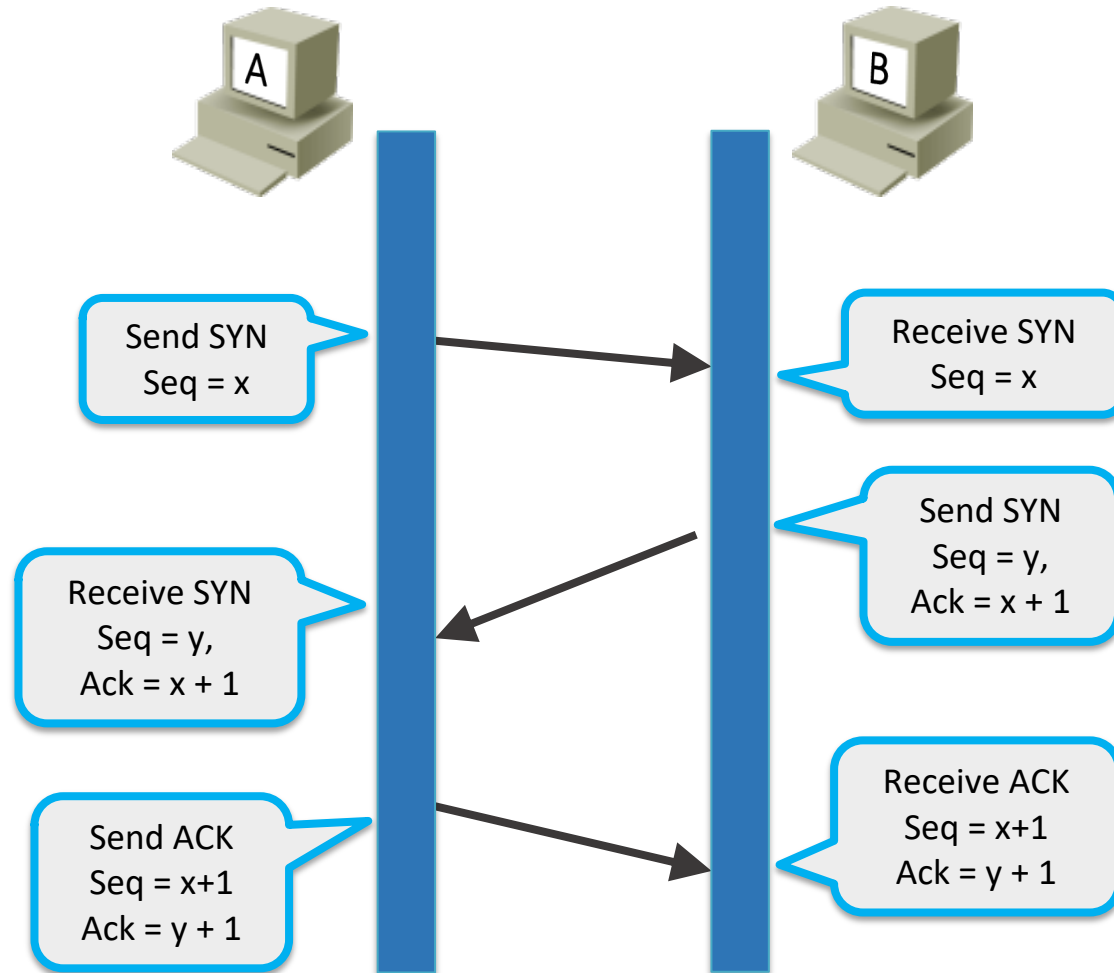 A
B
Send SYN
Seq = x
Receive SYN
Seq = x
Send SYN
Seq = y,
Ack = x + 1
Receive SYN
Seq = y,
Ack = x + 1
Send ACK
Seq = x+1
Ack = y + 1
Receive ACK
Seq = x+1
Ack = y + 1